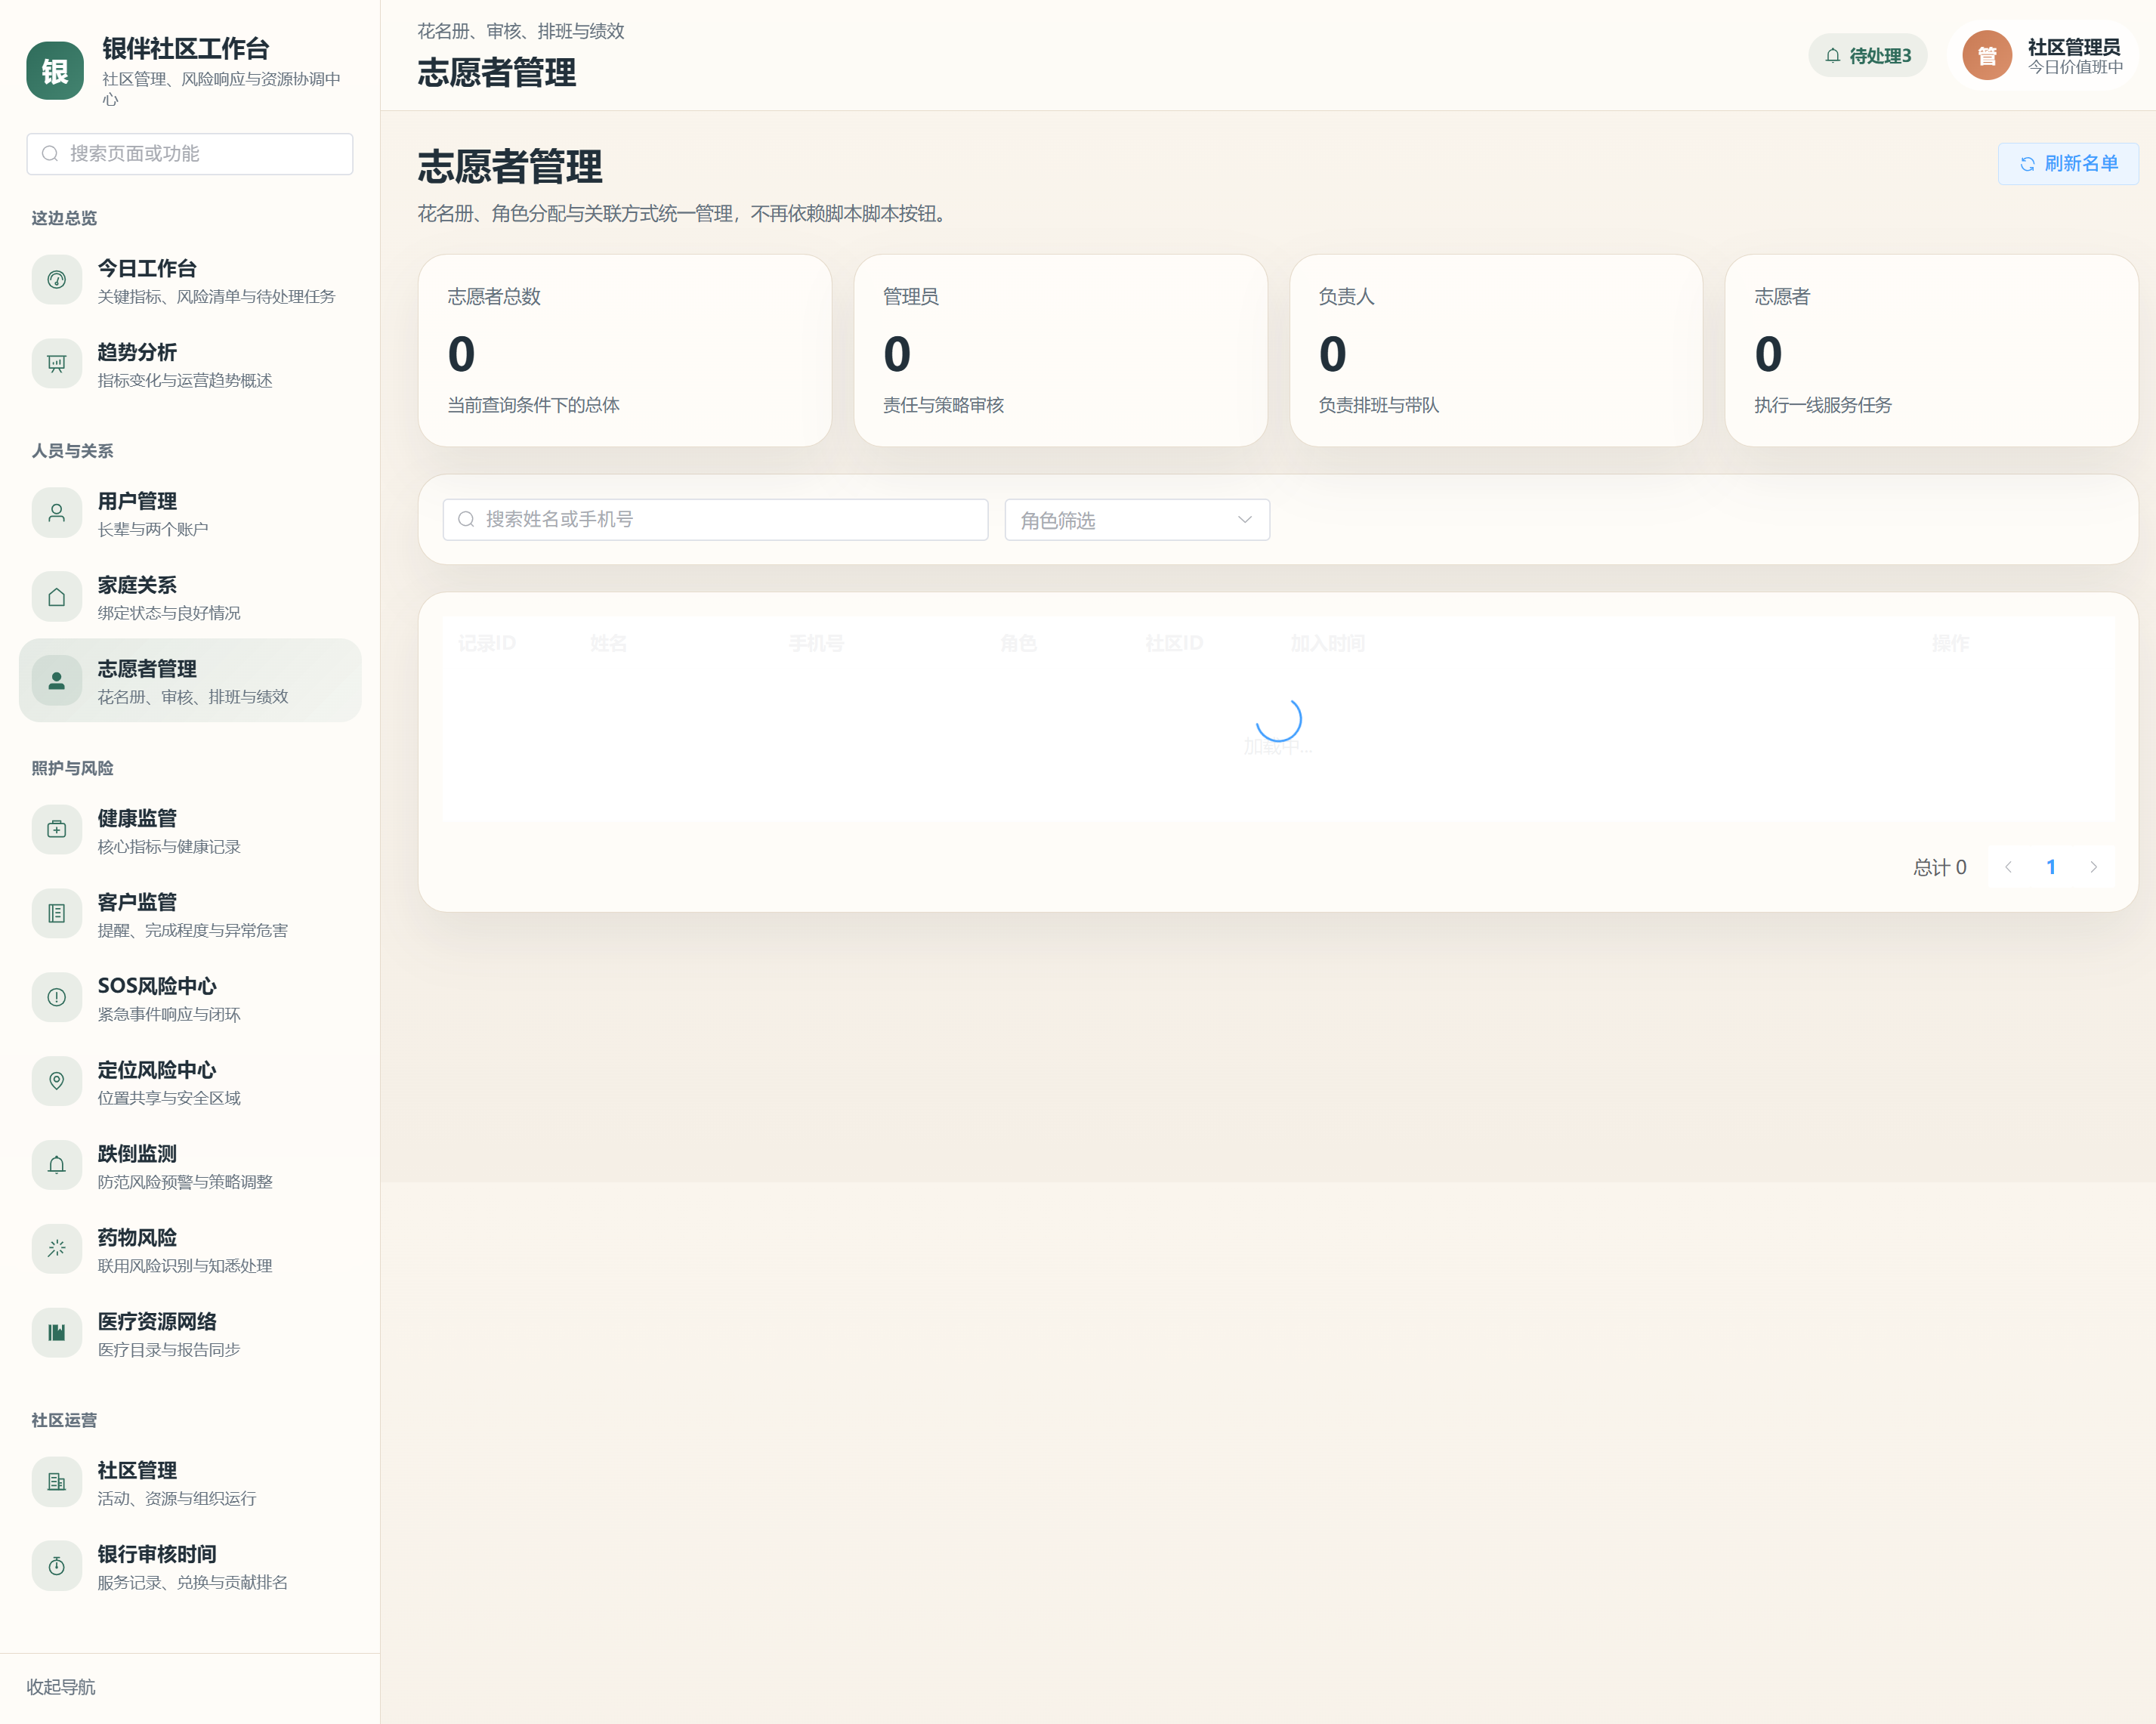 银
银伴社区工作台
社区管理、风险响应与资源协调中
心
搜索页面或功能
这边总览
今日工作台
关键指标、风险清单与待处理任务
趋势分析
指标变化与运营趋势概述
人员与关系
用户管理
长辈与两个账户
家庭关系
绑定状态与良好情况
志愿者管理
花名册、审核、排班与绩效
照护与风险
健康监管
核心指标与健康记录
客户监管
提醒、完成程度与异常危害
SOS风险中心
紧急事件响应与闭环
定位风险中心
位置共享与安全区域
跌倒监测
防范风险预警与策略调整
药物风险
联用风险识别与知悉处理
医疗资源网络
医疗目录与报告同步
社区运营
社区管理
活动、资源与组织运行
银行审核时间
服务记录、兑换与贡献排名
收起导航
花名册、审核、排班与绩效
志愿者管理
待处理3
管
社区管理员
今日价值班中
志愿者管理
刷新名单
花名册、角色分配与关联方式统一管理，不再依赖脚本脚本按钮。
志愿者总数
0
当前查询条件下的总体
管理员
0
责任与策略审核
负责人
0
负责排班与带队
志愿者
0
执行一线服务任务
搜索姓名或手机号
角色筛选
记录ID 姓名 手机号 角色 社区ID 加入时间 操作
加载中...
总计 0 1